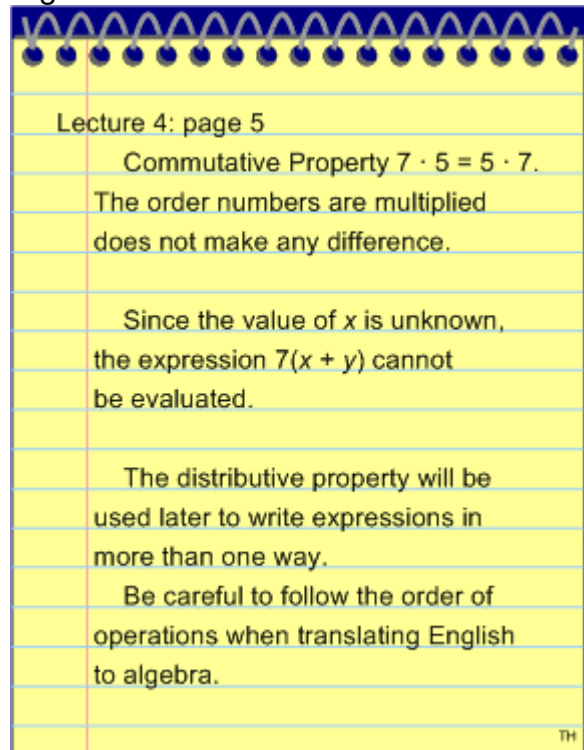 Lecture 4: page 5
Commutative Property 7 · 5 = 5 · 7.
The order numbers are multiplied
does not make any difference.
Since the value of x is unknown,
the expression 7(x + y) cannot
be evaluated.
The distributive property will be
used later to write expressions in
more than one way.
Be careful to follow the order of
operations when translating English
to algebra.
TH